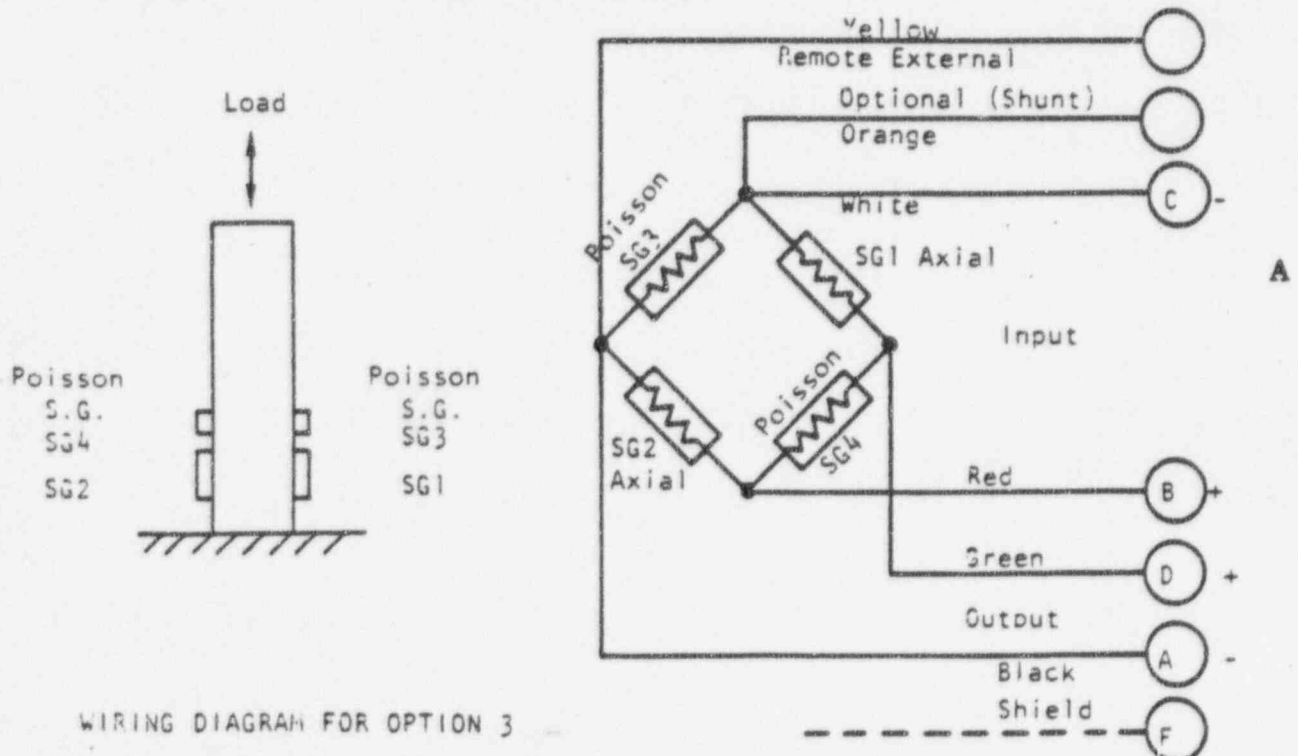 Yellow
Remote External
Load
Optional (Shunt)
Orange
C -
White
Poisson
SG3
SG1 Axial
A
Input
Poisson
S.G.
SG4
SG2
Poisson
S.G.
SG3
SG1
SG2
Axial
Poisson
SG4
Red
B +
Green
D +
Output
A -
Black
Shield
F
WIRING DIAGRAM FOR OPTION 3